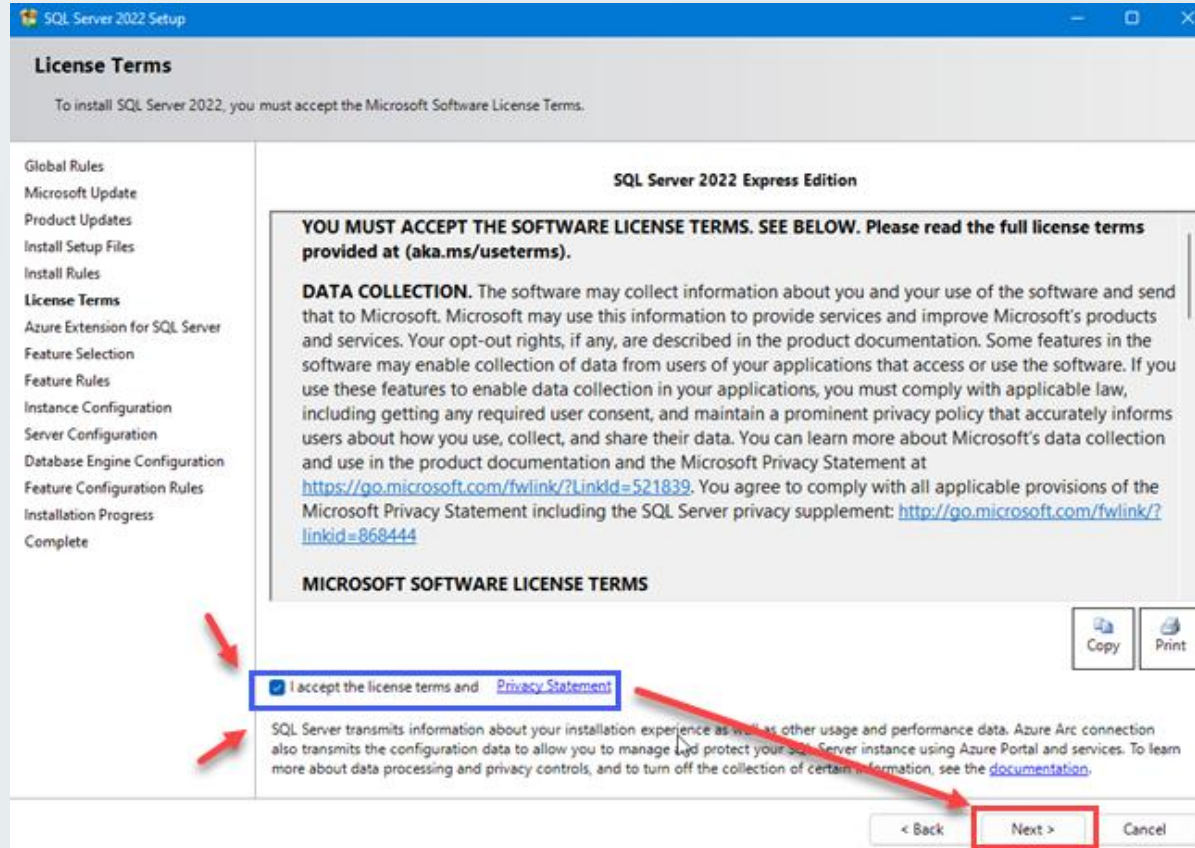 SQL Server 2022 Setup
License Terms
To install SQL Server 2022, you must accept the Microsoft Software License Terms.
Global Rules
Microsoft Update
Product Updates
Install Setup Files
Install Rules
License Terms
Azure Extension for SQL Server
Feature Selection
Feature Rules
Instance Configuration
Server Configuration
Database Engine Configuration
Feature Configuration Rules
Installation Progress
Complete
SQL Server 2022 Express Edition
YOU MUST ACCEPT THE SOFTWARE LICENSE TERMS. SEE BELOW. Please read the full license terms
provided at (aka.ms/useterms).
DATA COLLECTION. The software may collect information about you and your use of the software and send
that to Microsoft. Microsoft may use this information to provide services and improve Microsoft's products
and services. Your opt-out rights, if any, are described in the product documentation. Some features in the
software may enable collection of data from users of your applications that access or use the software. If you
use these features to enable data collection in your applications, you must comply with applicable law,
including getting any required user consent, and maintain a prominent privacy policy that accurately informs
users about how you use, collect, and share their data. You can learn more about Microsoft's data collection
and use in the product documentation and the Microsoft Privacy Statement at
https://go.microsoft.com/fwlink/?LinkId=521839. You agree to comply with all applicable provisions of the
Microsoft Privacy Statement including the SQL Server privacy supplement: http://go.microsoft.com/fwlink/?
linkid=868444
MICROSOFT SOFTWARE LICENSE TERMS
Copy
Print
I accept the license terms and Privacy Statement
SQL Server transmits information about your installation experience as well as other usage and performance data. Azure Arc connection
also transmits the configuration data to allow you to manage and protect your SQL Server instance using Azure Portal and services. To learn
more about data processing and privacy controls, and to turn off the collection of certain information, see the documentation.
< Back
Next >
Cancel